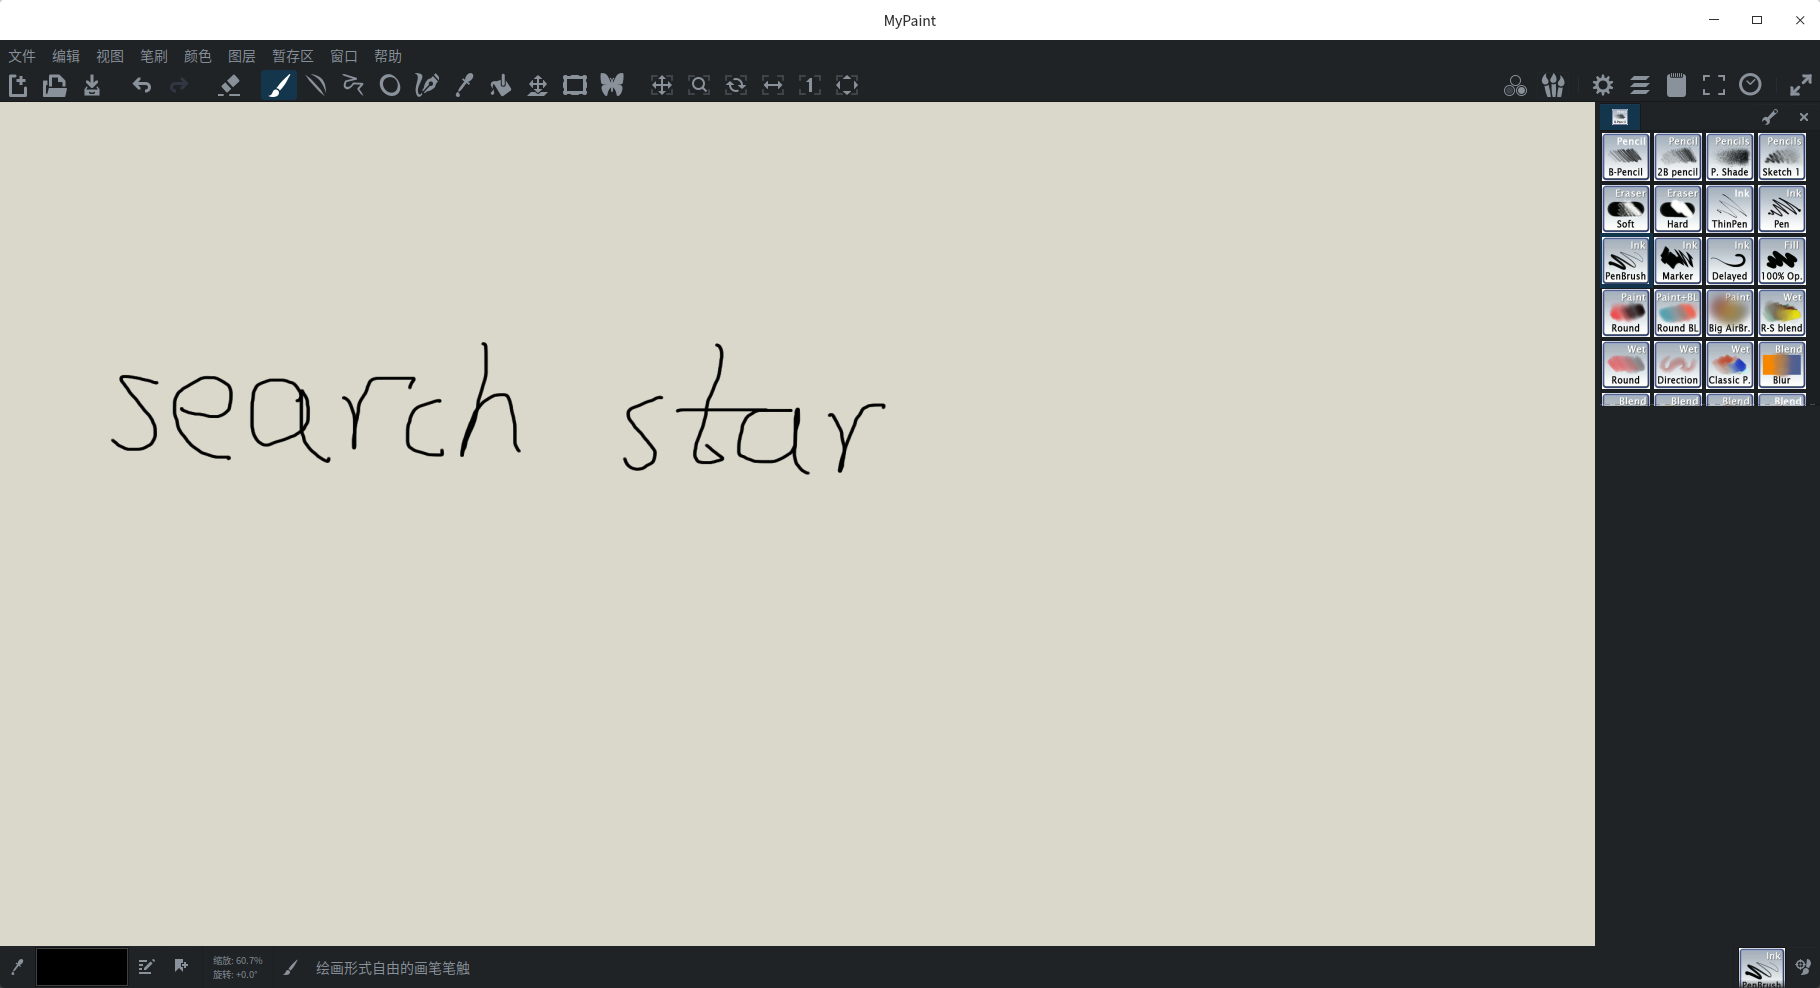 MyPaint
文件 编辑 视图 笔刷 颜色 图层 暂存区 窗口 帮助
1
Pencil Pencil Pencils Pencils
B-Pencil 2B pencil P. Shade Sketch 1
Eraser Eraser Ink Ink
Soft Hard ThinPen Pen
Ink Ink Ink Fill
PenBrush Marker Delayed 100% Op.
Paint Paint+BL Paint Wet
Round Round BL Big AirBr. R-S blend
Wet Wet Wet Blend
Round Direction Classic P. Blur
Blend Blend Blend Blend
search star
缩放: 60.7%
旋转: +0.0°
绘画形式自由的画笔笔触
Ink
PenBrush